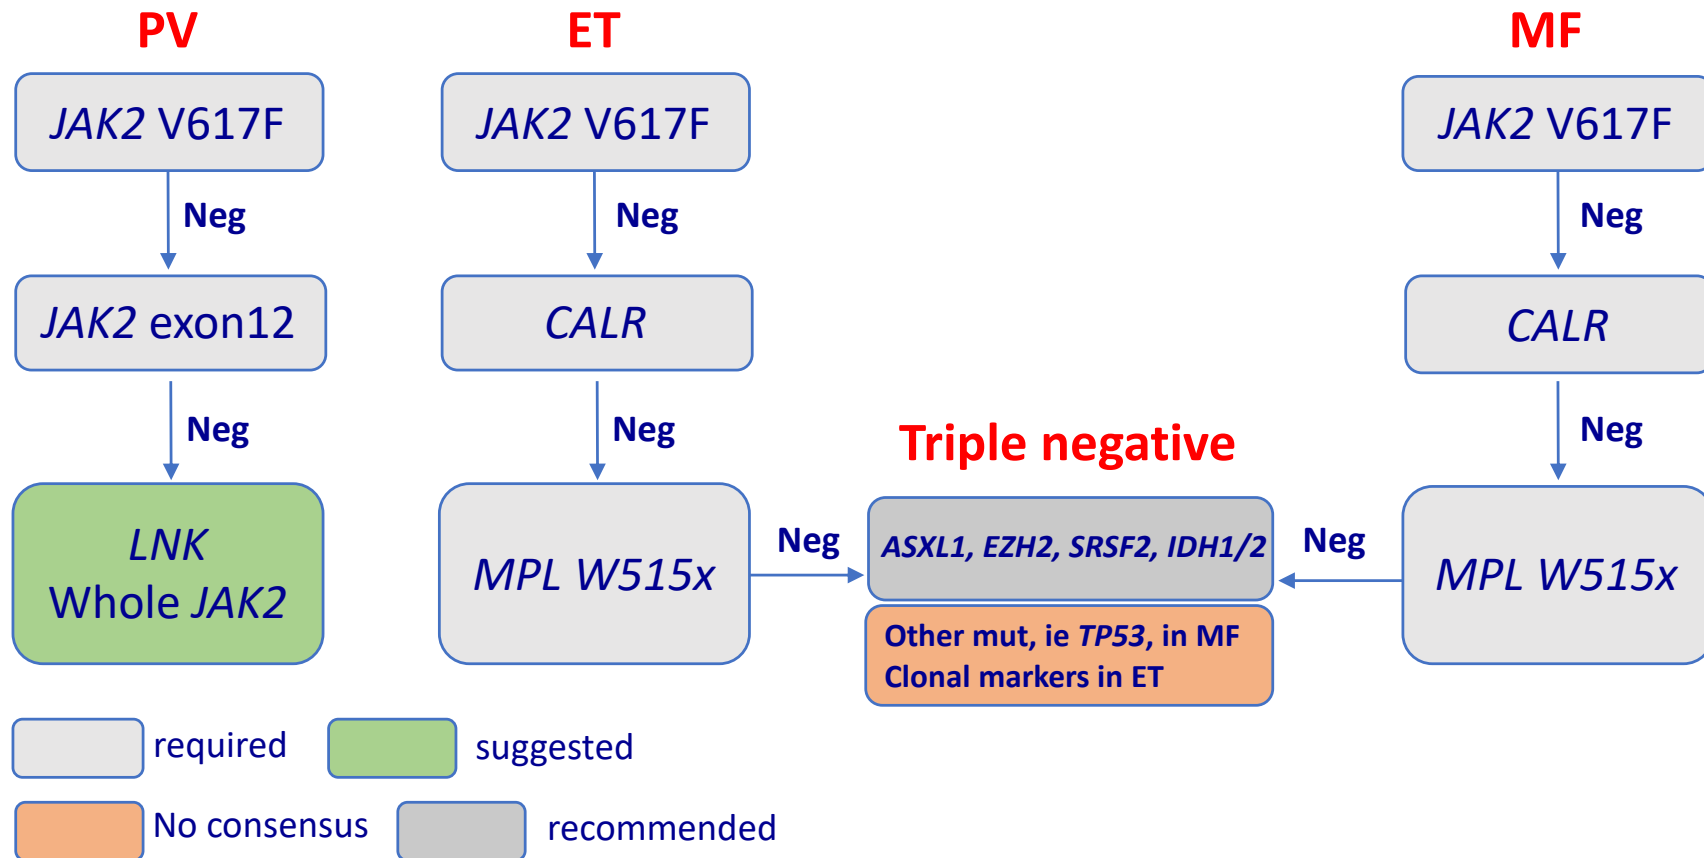 PV
ET
MF
JAK2 V617F
JAK2 V617F
JAK2 V617F
Neg
Neg
Neg
JAK2 exon12
CALR
CALR
Neg
Neg
Neg
Triple negative
LNK
Whole JAK2
MPL W515x
Neg
ASXL1, EZH2, SRSF2, IDH1/2
Neg
MPL W515x
Other mut, ie TP53, in MF
Clonal markers in ET
required
suggested
No consensus
recommended